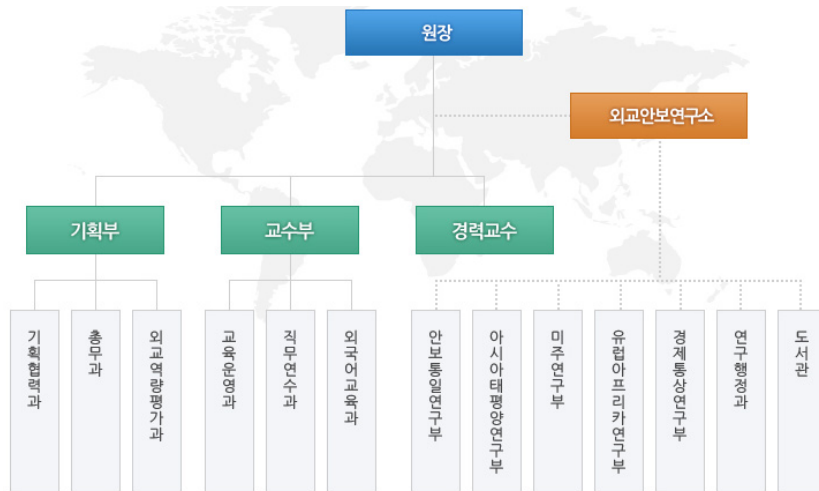 원장
외교안보연구소
기획부
교수부
경력교수
기획협력과
총무과
외교역량평가과
교육운영과
직무연수과
외국어교육과
안보통일연구부
아시아태평양연구부
미주연구부
유럽아프리카연구부
경제통상연구부
연구행정과
도서관